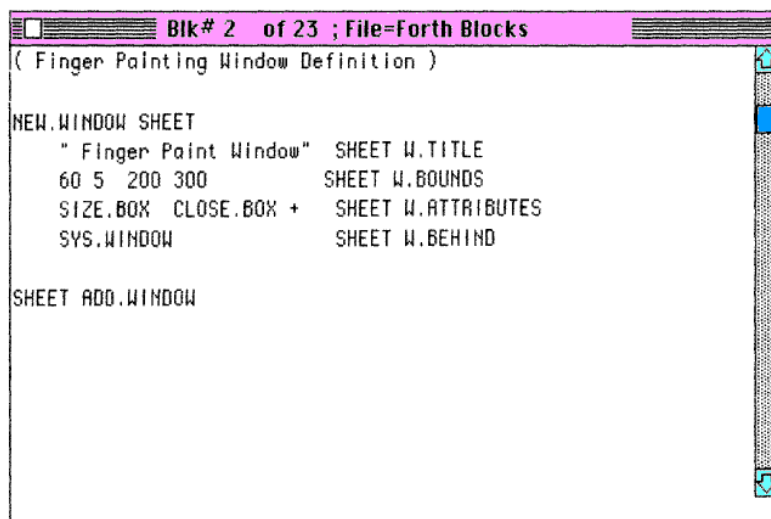 Blk# 2 of 23 ; File=Forth Blocks
( Finger Painting Window Definition )
NEW.WINDOW SHEET
" Finger Paint Window" SHEET W.TITLE
60 5 200 300 SHEET W.BOUNDS
SIZE.BOX CLOSE.BOX + SHEET W.ATTRIBUTES
SYS.WINDOW SHEET W.BEHIND
SHEET ADD.WINDOW